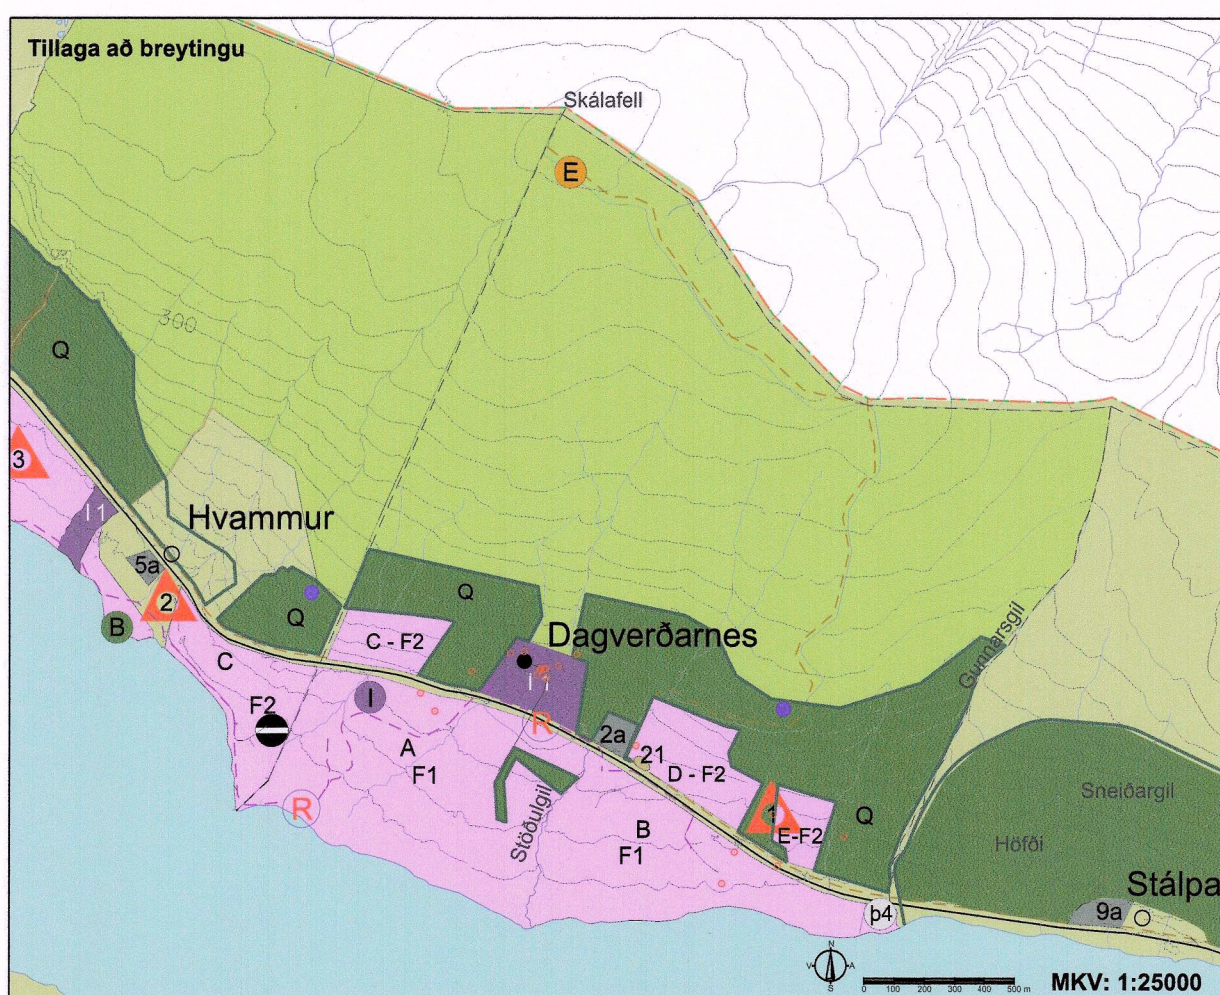 Tillaga að breytingu
Skálafell
E
300
Q
3
I 1
Hvammur
5a
2
B
Q
Q
C - F2
Dagverðarnes
Gunnarsgil
C
F2
I
A
F1
R
R
2a
21
D - F2
1
E-F2
Q
Stöðulgil
B
F1
Sneiðargil
Höfði
Stálpa
9a
þ4
N
V
A
S
0 100 200 300 400 500 m
MKV: 1:25000